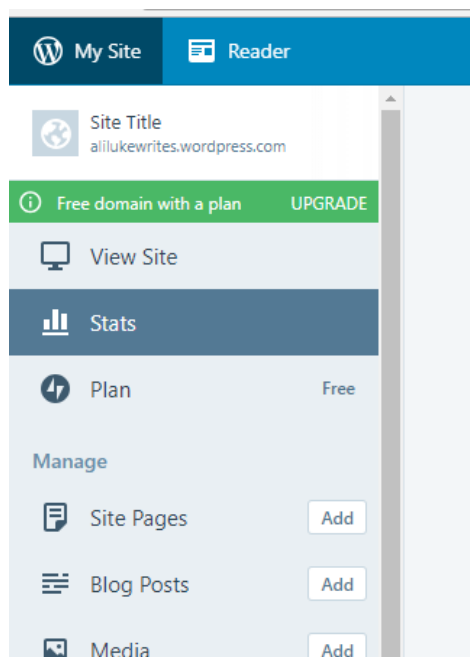 My Site Reader
Site Title
alilukewrites.wordpress.com
Free domain with a plan UPGRADE
View Site
Stats
Plan Free
Manage
Site Pages Add
Blog Posts Add
Media Add